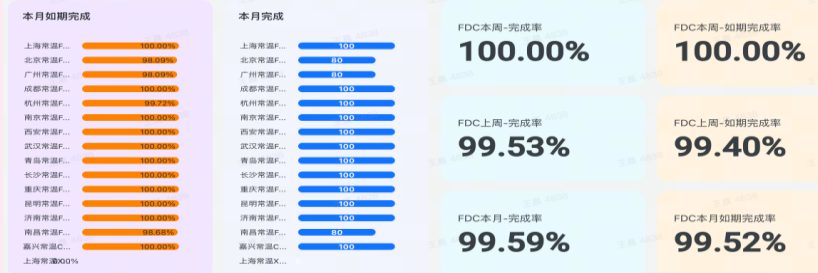 本月如期完成
上海常温F... 100.00%
北京常温F... 98.09%
广州常温F... 98.09%
成都常温F... 100.00%
杭州常温F... 99.72%
南京常温F... 100.00%
西安常温F... 100.00%
武汉常温F... 100.00%
青岛常温F... 100.00%
长沙常温F... 100.00%
重庆常温F... 100.00%
昆明常温F... 100.00%
济南常温F... 100.00%
南昌常温F... 98.68%
嘉兴常温C... 100.00%
上海常温
本月完成
上海常温F... 100
北京常温F... 80
广州常温F... 80
成都常温F... 100
杭州常温F... 100
南京常温F... 100
西安常温F... 100
武汉常温F... 100
青岛常温F... 100
长沙常温F... 100
重庆常温F... 100
昆明常温F... 100
济南常温F... 100
南昌常温F... 80
嘉兴常温C... 100
上海常温X...
FDC本周-完成率
100.00%
FDC本周-如期完成率
100.00%
FDC上周-完成率
99.53%
FDC上周-如期完成率
99.40%
FDC本月-完成率
99.59%
FDC本月如期完成率
99.52%